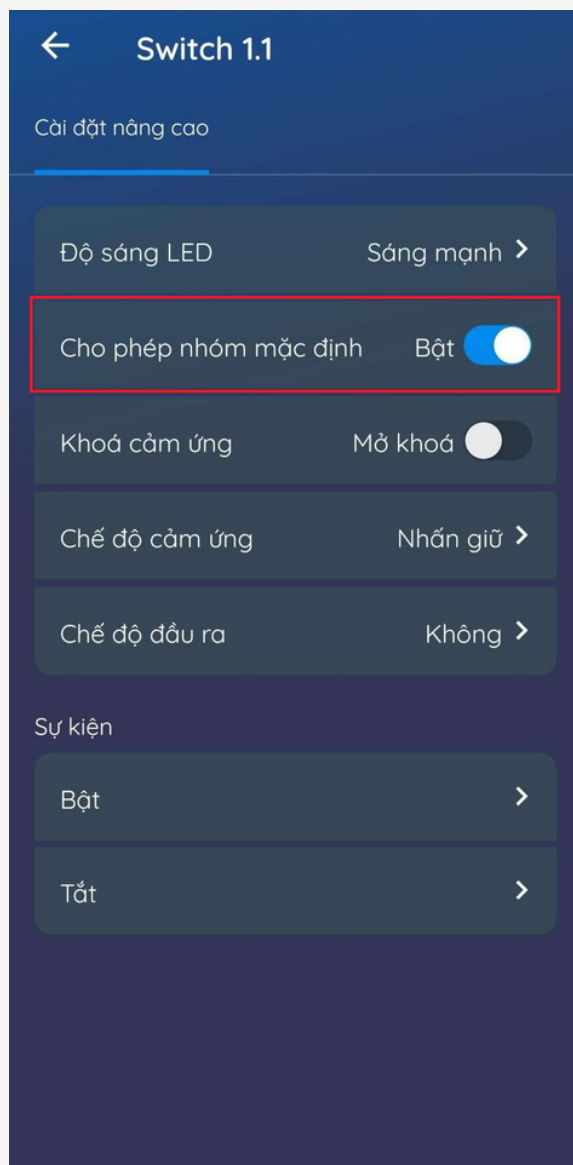 Switch 1.1
Cài đặt nâng cao
Độ sáng LED Sáng mạnh
Cho phép nhóm mặc định Bật
Khoá cảm ứng Mở khoá
Chế độ cảm ứng Nhấn giữ
Chế độ đầu ra Không
Sự kiện
Bật
Tắt